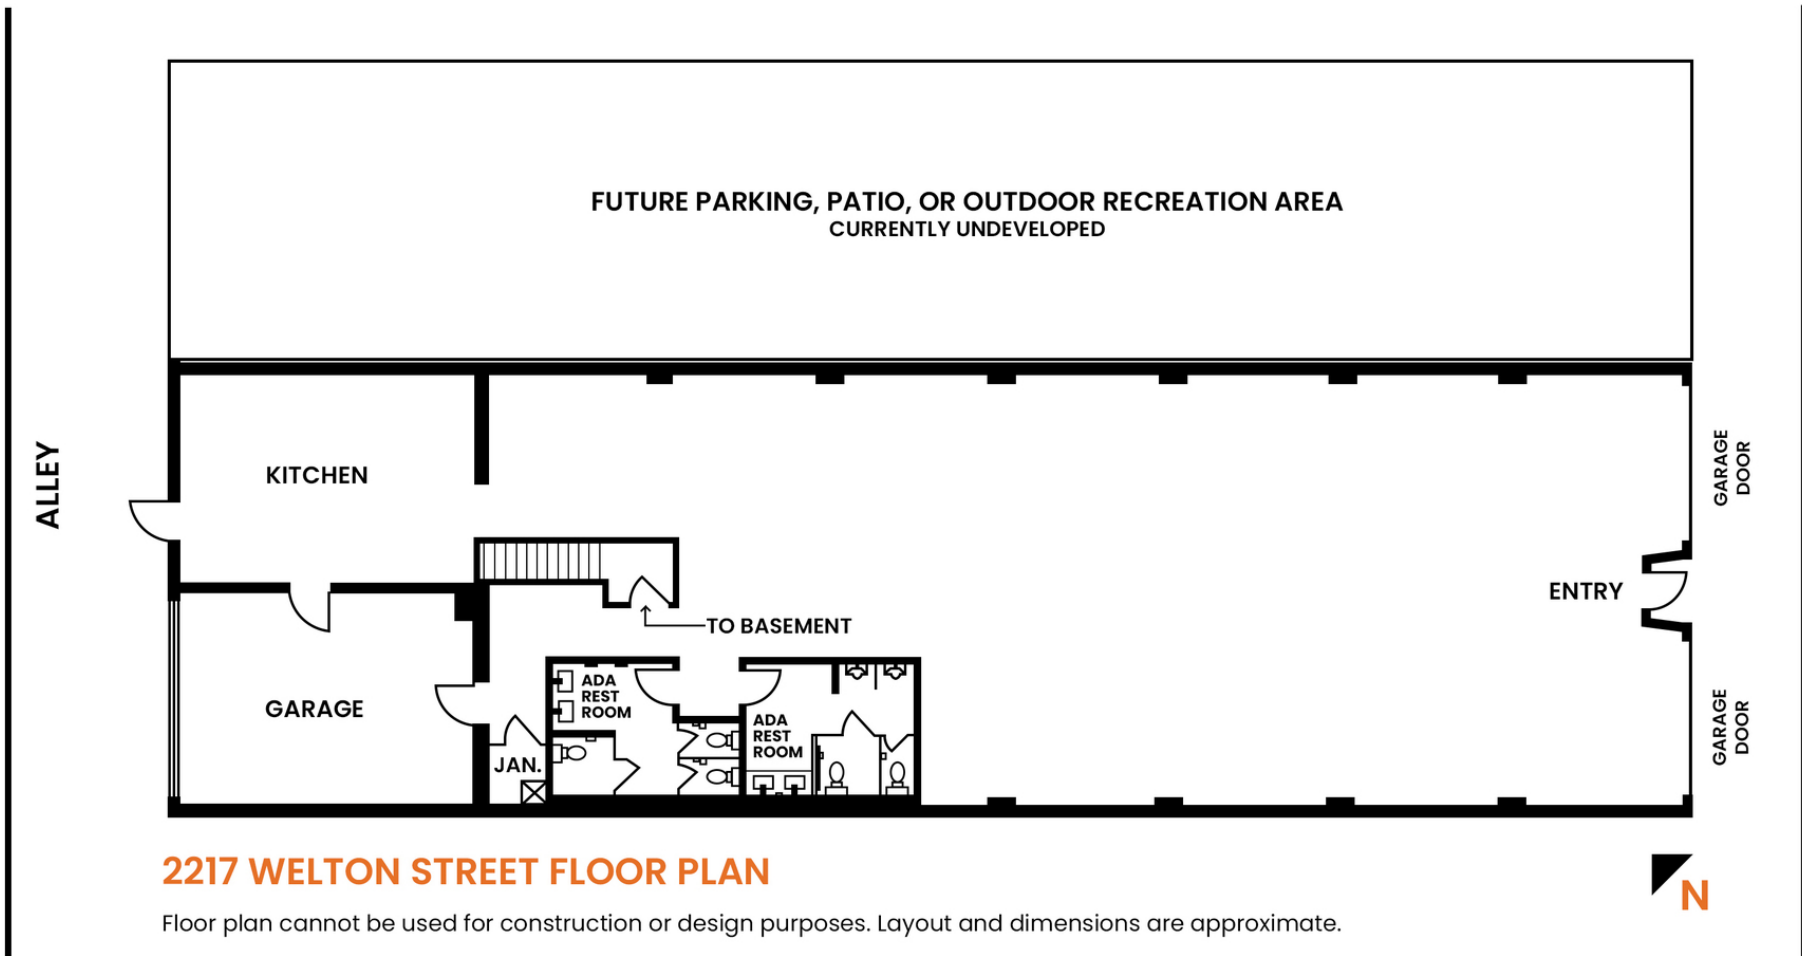 FUTURE PARKING, PATIO, OR OUTDOOR RECREATION AREA
CURRENTLY UNDEVELOPED
ALLEY
KITCHEN
GARAGE
DOOR
ENTRY
TO BASEMENT
GARAGE
ADA
REST
ROOM
ADA
REST
ROOM
JAN.
GARAGE
DOOR
2217 WELTON STREET FLOOR PLAN
N
Floor plan cannot be used for construction or design purposes. Layout and dimensions are approximate.